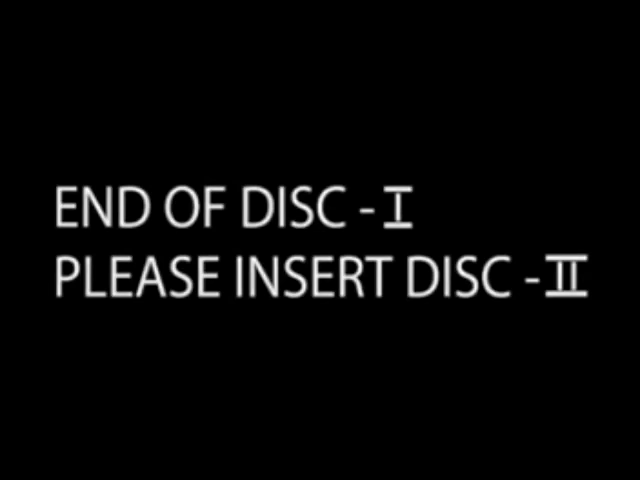 END OF DISC - I
PLEASE INSERT DISC - II